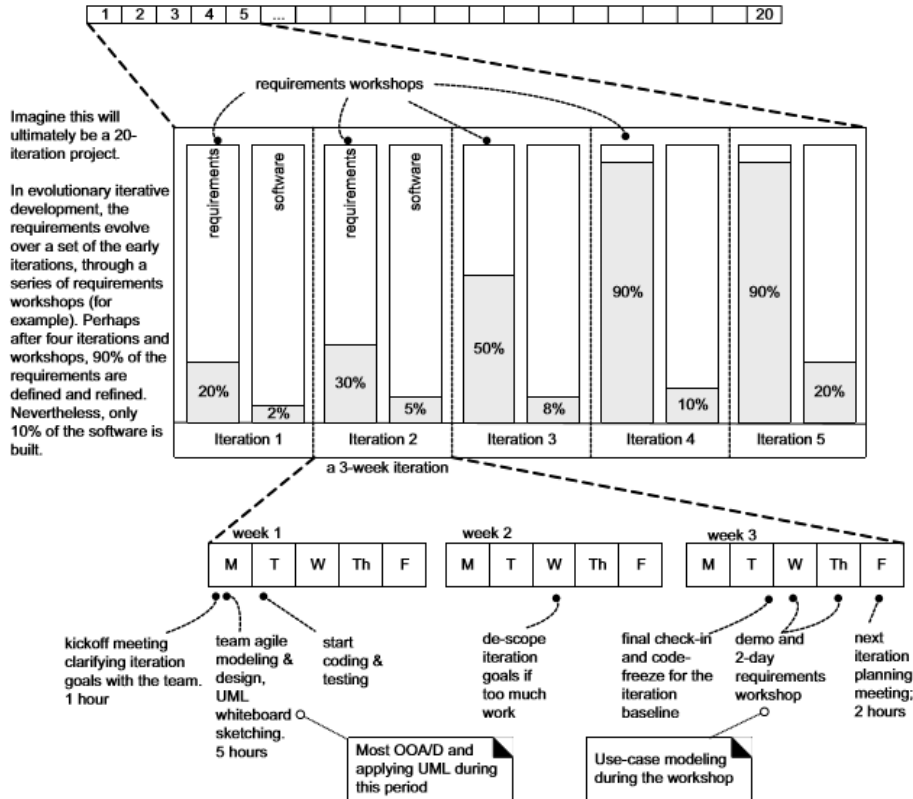 1 2 3 4 5 ... 20
requirements workshops
Imagine this will
ultimately be a 20-
iteration project.
In evolutionary iterative
development, the
requirements evolve
over a set of the early
iterations, through a
series of requirements
workshops (for
example). Perhaps
after four iterations and
workshops, 90% of the
requirements are
defined and refined.
Nevertheless, only
10% of the software is
built.
requirements
software
requirements
software
20%
2%
30%
5%
50%
8%
90%
10%
90%
20%
Iteration 1
Iteration 2
Iteration 3
Iteration 4
Iteration 5
a 3-week iteration
week 1
M T W Th F
week 2
M T W Th F
week 3
M T W Th F
kickoff meeting
clarifying iteration
goals with the team.
1 hour
team agile
modeling &
design,
UML
whiteboard
sketching.
5 hours
start
coding &
testing
de-scope
iteration
goals if
too much
work
final check-in
and code-
freeze for the
iteration
baseline
demo and
2-day
requirements
workshop
next
iteration
planning
meeting;
2 hours
Most OOA/D and
applying UML during
this period
Use-case modeling
during the workshop